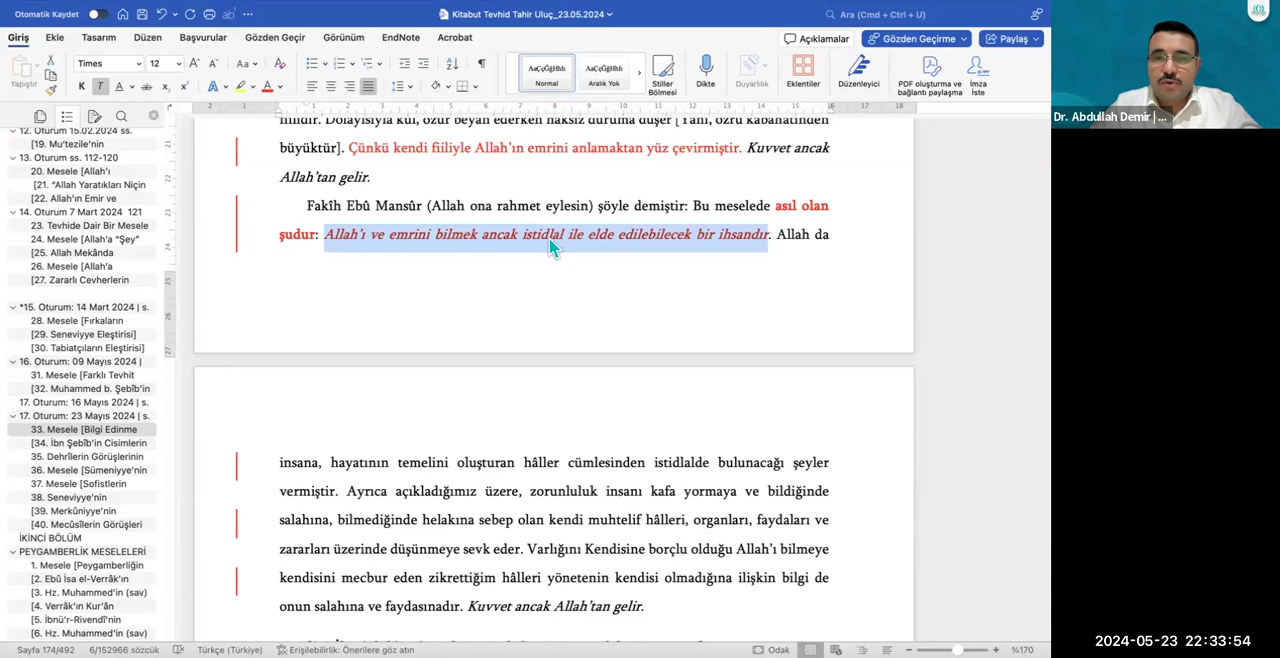 Otomatik Kaydet
Kitabut Tevhid Tahir Uluç_23.05.2024
Ara (Cmd + Ctrl + U)
Giriş Ekle Tasarım Düzen Başvurular Gözden Geçir Görünüm EndNote Acrobat
Açıklamalar Gözden Geçirme Paylaş
Yapıştır
Times 12
K T A
AaÇçĞğHhIı AaÇçĞğHhIı
Normal Aralık Yok
Stiller Bölmesi
Dikte
Duyarlılık
Eklentiler
Düzenleyici
PDF oluşturma ve bağlantı paylaşma
İmza İste
12. Oturum 15.02.2024 ss.
[19. Mu'tezile'nin
13. Oturum ss. 112-120
20. Mesele [Allah'ı
[21. "Allah Yaratıkları Niçin
[22. Allah'ın Emir ve
14. Oturum 7 Mart 2024 121
23. Tevhide Dair Bir Mesele
24. Mesele [Allah'a "Şey"
[25. Allah Mekânda
26. Mesele [Allah'a
[27. Zararlı Cevherlerin
*15. Oturum: 14 Mart 2024 | s.
28. Mesele [Fırkaların
[29. Seneviyye Eleştirisi]
[30. Tabiatçıların Eleştirisi]
16. Oturum: 09 Mayıs 2024 |
31. Mesele [Farklı Tevhit
[32. Muhammed b. Şebîb'in
17. Oturum: 16 Mayıs 2024 | s.
17. Oturum: 23 Mayıs 2024 | s.
33. Mesele [Bilgi Edinme
[34. İbn Şebîb'in Cisimlerin
35. Dehrîlerin Görüşlerinin
36. Mesele [Sümeniyye'nin
37. Mesele [Sofistlerin
38. Seneviyye'nin
[39. Merkûniyye'nin
[40. Mecûsîlerin Görüşleri
İKİNCİ BÖLÜM
PEYGAMBERLİK MESELELERİ
1. Mesele [Peygamberliğin
[2. Ebû İsa el-Verrâk'ın
[3. Hz. Muhammed'in (sav)
[4. Verrâk'ın Kur'ân
[5. İbnü'r-Rivendî'nin
[6. Hz. Muhammed'in (sav)
fiilidir. Dolayısıyla kul, özür beyan ederken haksız duruma düşer [Yani, özrü kabahatinden
büyüktür]. Çünkü kendi fiiliyle Allah'ın emrini anlamaktan yüz çevirmiştir. Kuvvet ancak
Allah'tan gelir.
Fakîh Ebû Mansûr (Allah ona rahmet eylesin) şöyle demiştir: Bu meselede asıl olan
şudur: Allah'ı ve emrini bilmek ancak istidlal ile elde edilebilecek bir ihsandır. Allah da
insana, hayatının temelini oluşturan hâller cümlesinden istidlalde bulunacağı şeyler
vermiştir. Ayrıca açıkladığımız üzere, zorunluluk insanı kafa yormaya ve bildiğinde
salahına, bilmediğinde helakına sebep olan kendi muhtelif hâlleri, organları, faydaları ve
zararları üzerinde düşünmeye sevk eder. Varlığını Kendisine borçlu olduğu Allah'ı bilmeye
kendisini mecbur eden zikrettiğim hâlleri yönetenin kendisi olmadığına ilişkin bilgi de
onun salahına ve faydasınadır. Kuvvet ancak Allah'tan gelir.
Sayfa 174/492 6/152966 sözcük Türkçe (Türkiye) Erişilebilirlik: Önerilere göz atın Odak %170
Dr. Abdullah Demir | ...
2024-05-23 22:33:54